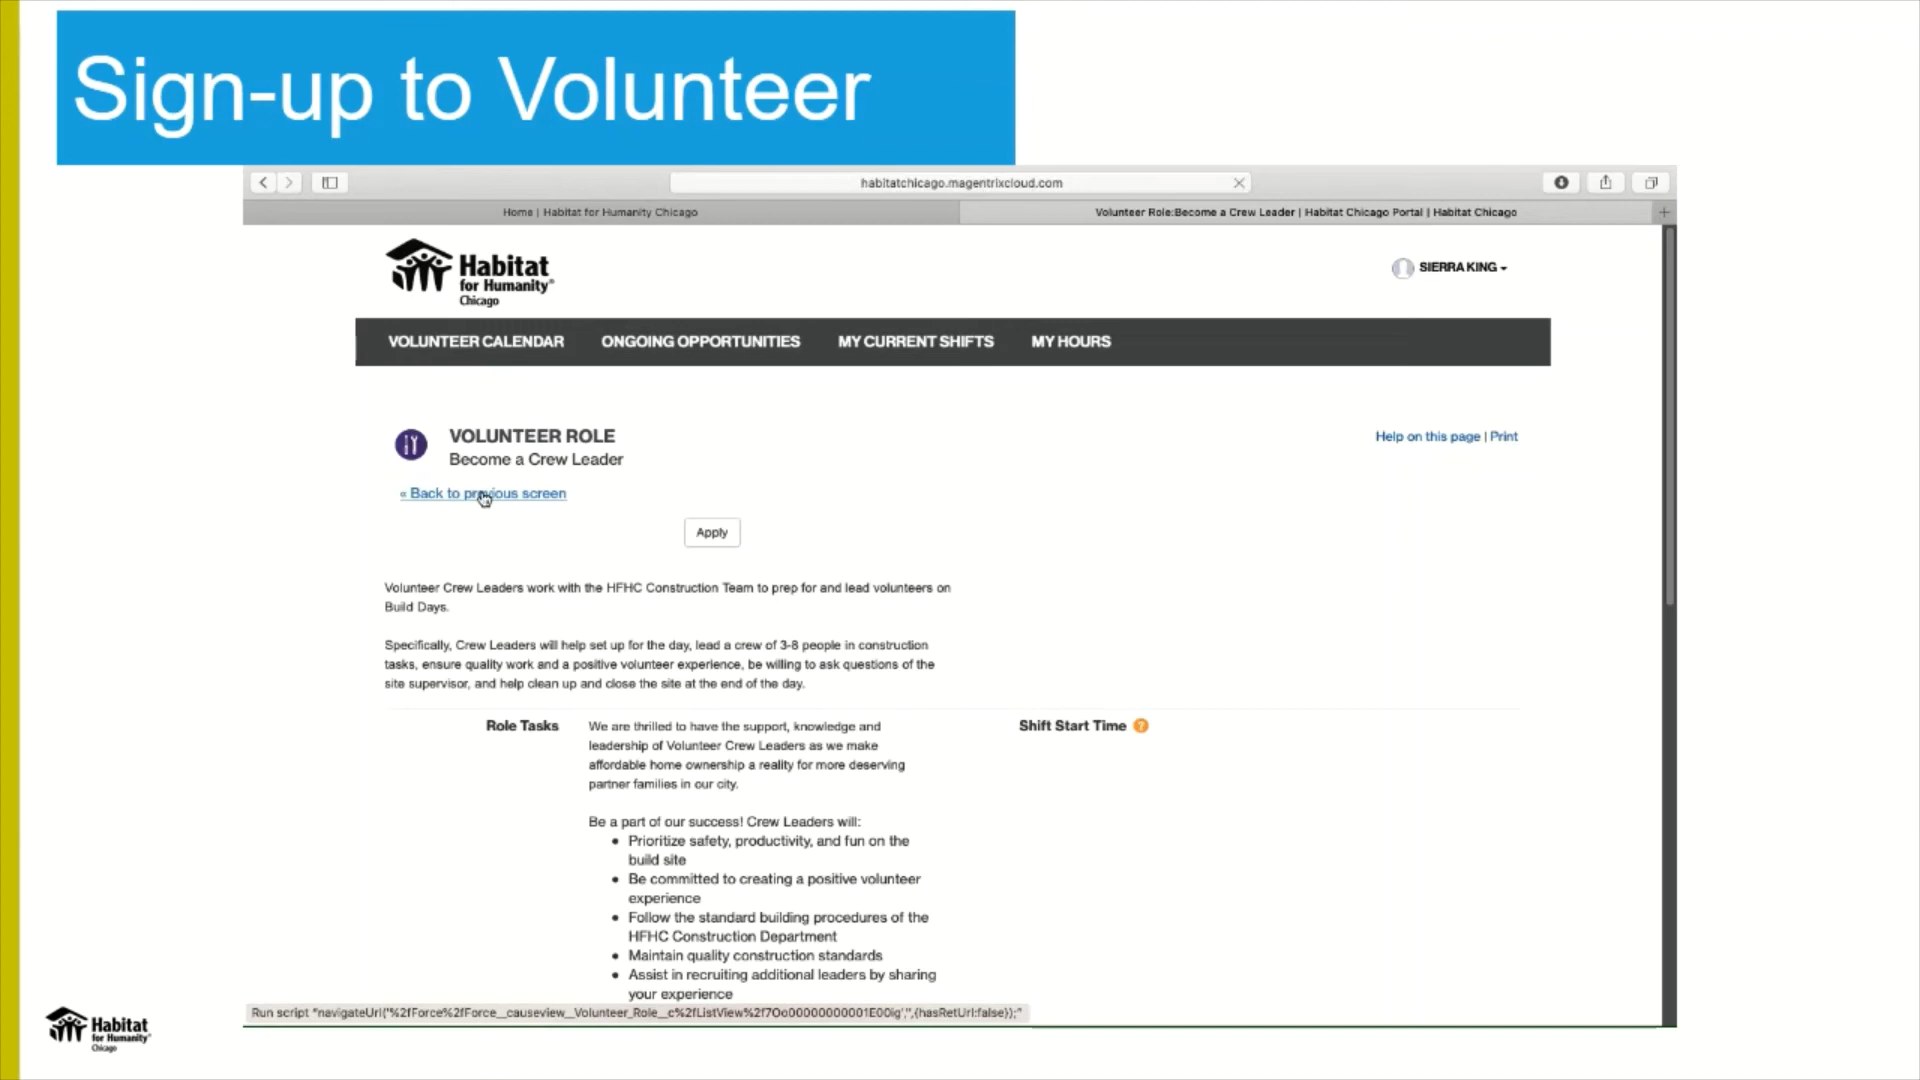 Sign-up to Volunteer
habitatchicago.magentrixcloud.com
Home | Habitat for Humanity Chicago
Volunteer Role:Become a Crew Leader | Habitat Chicago Portal | Habitat Chicago
Habitat
for Humanity®
Chicago
SIERRA KING
VOLUNTEER CALENDAR ONGOING OPPORTUNITIES MY CURRENT SHIFTS MY HOURS
VOLUNTEER ROLE
Become a Crew Leader
Help on this page | Print
« Back to previous screen
Apply
Volunteer Crew Leaders work with the HFHC Construction Team to prep for and lead volunteers on
Build Days.
Specifically, Crew Leaders will help set up for the day, lead a crew of 3-8 people in construction
tasks, ensure quality work and a positive volunteer experience, be willing to ask questions of the
site supervisor, and help clean up and close the site at the end of the day.
Role Tasks
We are thrilled to have the support, knowledge and
leadership of Volunteer Crew Leaders as we make
affordable home ownership a reality for more deserving
partner families in our city.
Shift Start Time ?
Be a part of our success! Crew Leaders will:
• Prioritize safety, productivity, and fun on the
build site
• Be committed to creating a positive volunteer
experience
• Follow the standard building procedures of the
HFHC Construction Department
• Maintain quality construction standards
• Assist in recruiting additional leaders by sharing
your experience
Run script "navigateUrl('%2fForce%2fForce__causeview__Volunteer_Role__c%2fListView%2f7Oo00000000001E00ig','',{hasRetUrl:false});"
Habitat
for Humanity®
Chicago